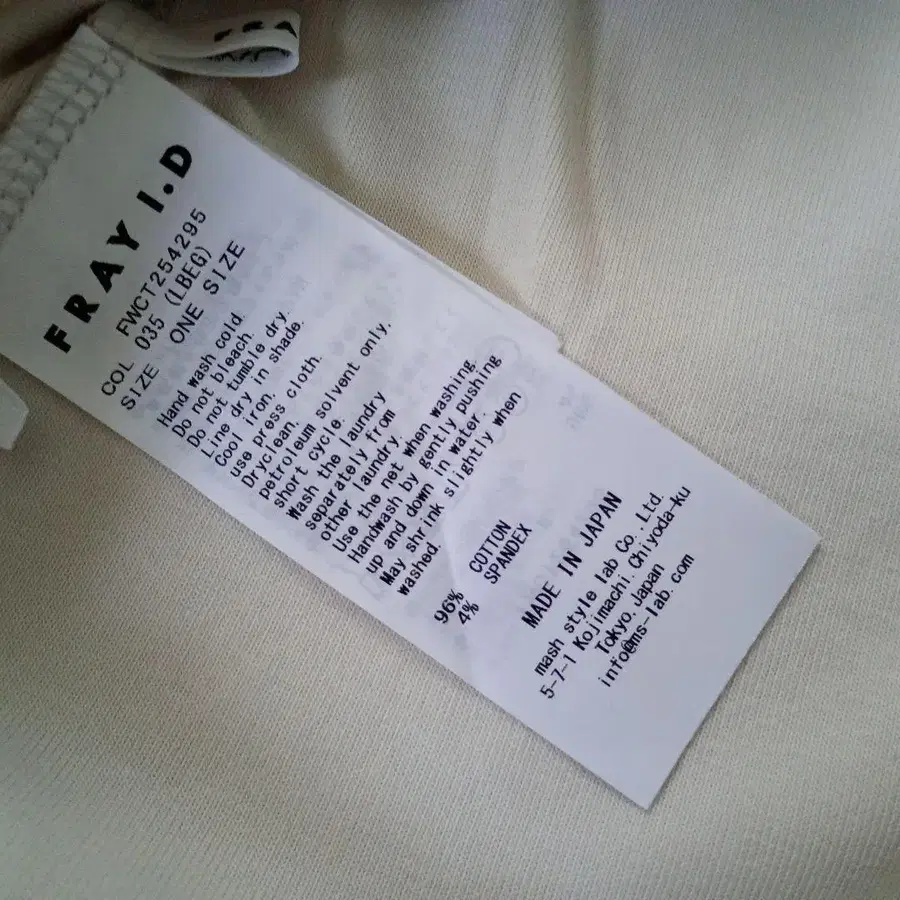 FRAY I.D
FWCT254295
COL 035 (LBEG)
SIZE ONE SIZE
Hand wash cold.
Do not bleach.
Do not tumble dry.
Line dry in shade.
Cool iron.
use press cloth.
Dryclean.
petroleum solvent only.
short cycle.
Wash the laundry
separately from
other laundry.
Use the net when washing.
Handwash by gently pushing
up and down in water.
May shrink slightly when
washed.
96% COTTON
4% SPANDEX
MADE IN JAPAN
mash style lab Co., Ltd.
5-7-1 Kojimachi. Chiyoda-ku
Tokyo. Japan
info@ms-lab.com